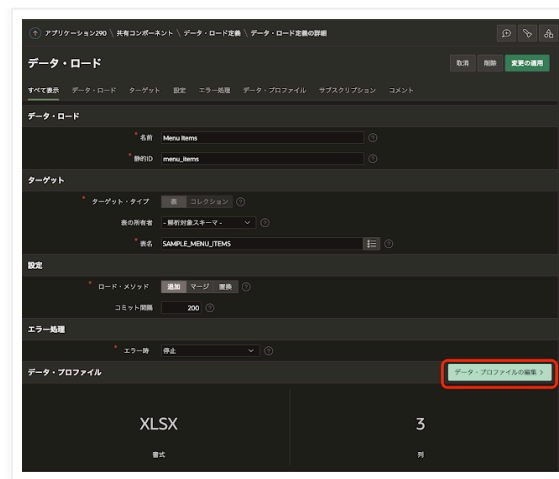 アプリケーション290 \ 共有コンポーネント \ データ・ロード定義 \ データ・ロード定義の詳細
データ・ロード
取消 削除 変更の適用
すべて表示 データ・ロード ターゲット 設定 エラー処理 データ・プロファイル サブスクリプション コメント
データ・ロード
* 名前 Menu Items
* 静的ID menu_items
ターゲット
* ターゲット・タイプ 表 コレクション
表の所有者 - 解析対象スキーマ -
* 表名 SAMPLE_MENU_ITEMS
設定
* ロード・メソッド 追加 マージ 置換
コミット間隔 200
エラー処理
* エラー時 停止
データ・プロファイル
データ・プロファイルの編集 >
XLSX 3
書式 列